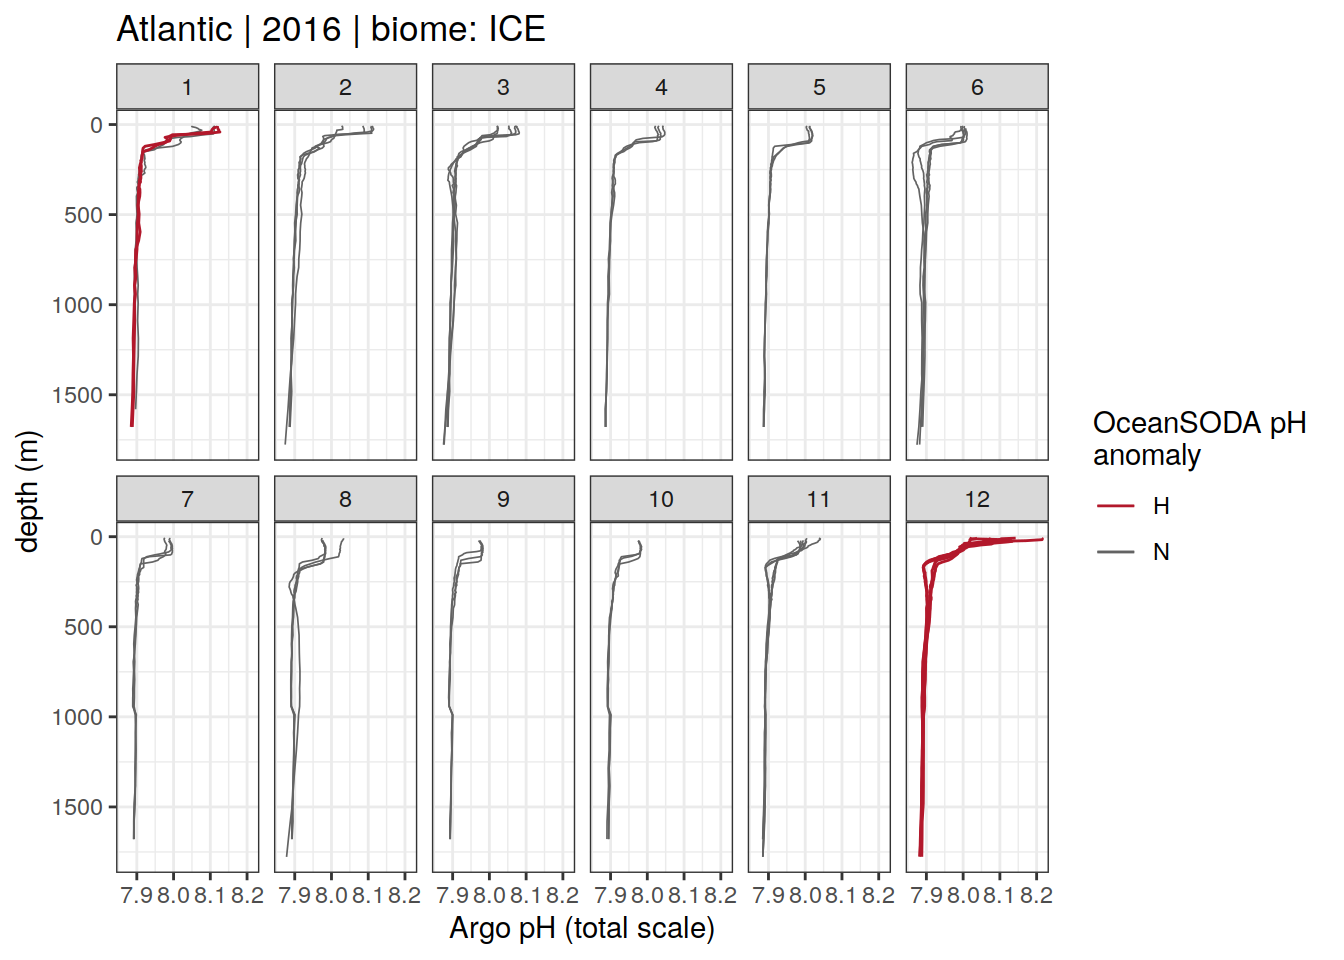 Atlantic | 2016 | biome: ICE
1 2 3 4 5 6
0
500
1000
1500
7 8 9 10 11 12
0
500
1000
1500
7.9 8.0 8.1 8.2 7.9 8.0 8.1 8.2 7.9 8.0 8.1 8.2 7.9 8.0 8.1 8.2 7.9 8.0 8.1 8.2 7.9 8.0 8.1 8.2
Argo pH (total scale)
depth (m)
OceanSODA pH
anomaly
H
N